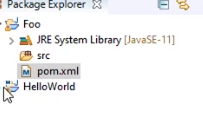 Package Explorer
Foo
JRE System Library [JavaSE-11]
src
pom.xml
HelloWorld